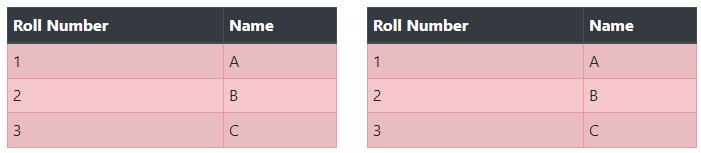 Roll Number Name Roll Number Name
1 A 1 A
2 B 2 B
3 C 3 C